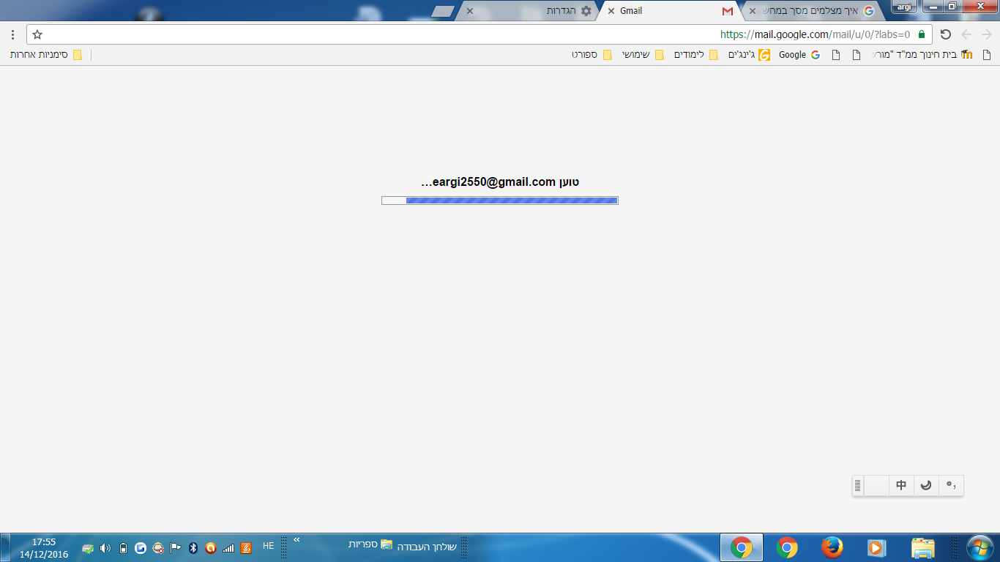 איך מצלמים מסך במחש
Gmail
הגדרות
argi
https://mail.google.com/mail/u/0/?labs=0
בית חינוך ממ"ד "מורש
Google
ג'ינג'ים
לימודים
שימושי
ספורט
סימניות אחרות
טוען eargi2550@gmail.com...
中
שולחן העבודה
ספריות
«
HE
17:55
14/12/2016